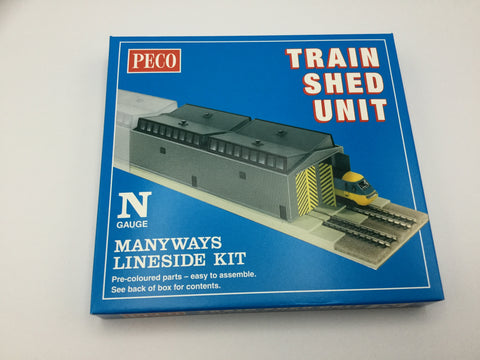 PECO
TRAIN
SHED
UNIT
N
GAUGE
MANYWAYS
LINESIDE KIT
Pre-coloured parts – easy to assemble.
See back of box for contents.